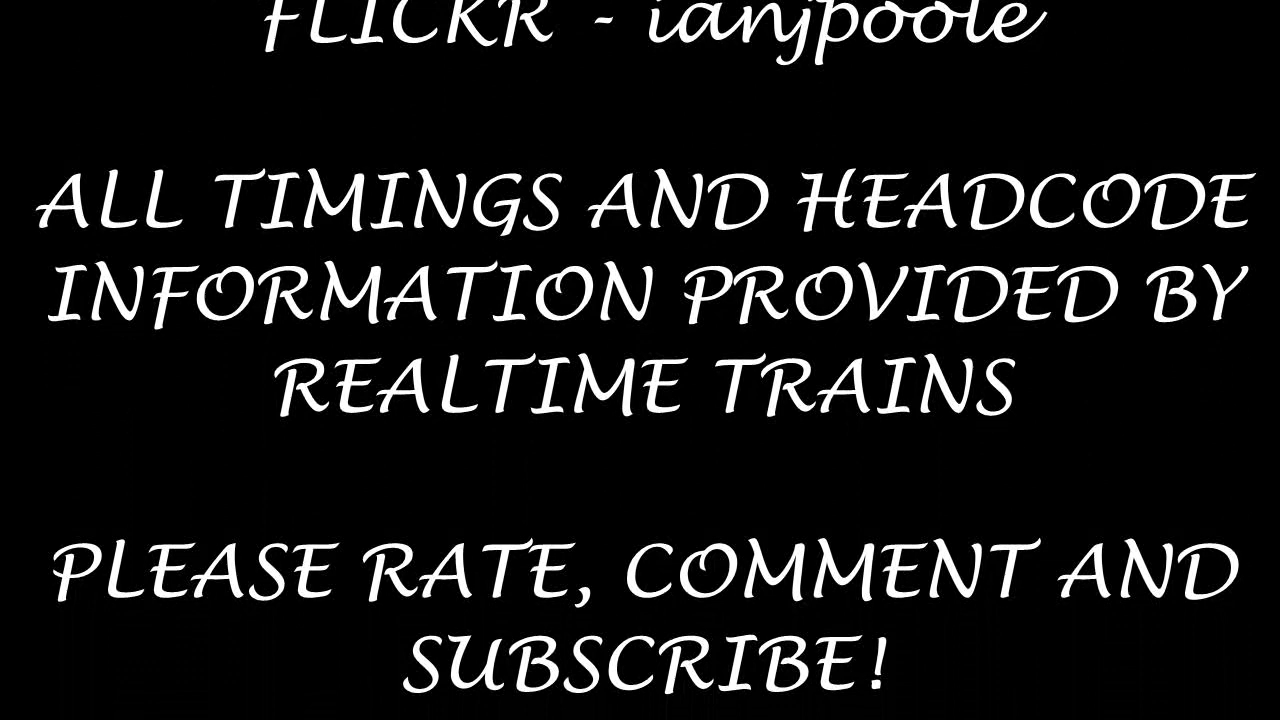 FLICKR - ianjpoole
ALL TIMINGS AND HEADCODE
INFORMATION PROVIDED BY
REALTIME TRAINS
PLEASE RATE, COMMENT AND
SUBSCRIBE!